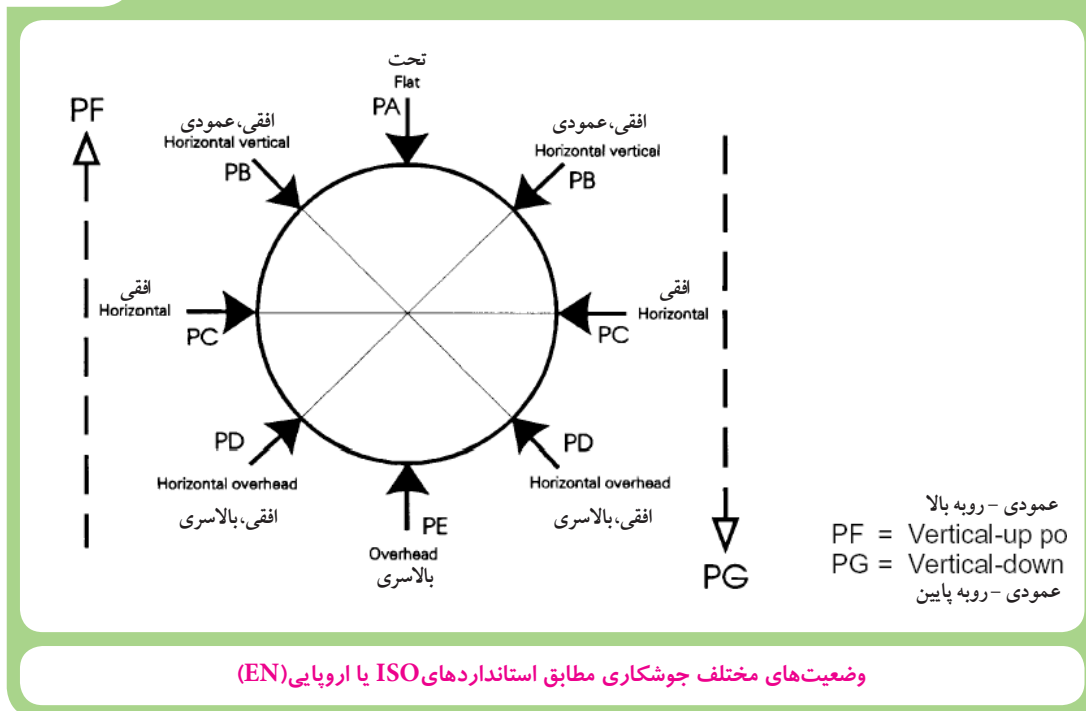 تحت
Flat
PA
PF
افقی،عمودی
Horizontal vertical
PB
افقی،عمودی
Horizontal vertical
PB
افقی
Horizontal
PC
افقی
Horizontal
PC
PD
Horizontal overhead
افقی،بالاسری
PD
Horizontal overhead
افقی،بالاسری
PE
Overhead
بالاسری
PG
عمودی – روبه بالا
PF = Vertical-up po
PG = Vertical-down
عمودی – روبه پایین
وضعیت‌های مختلف جوشکاری مطابق استانداردهای ISO یا اروپایی(EN)